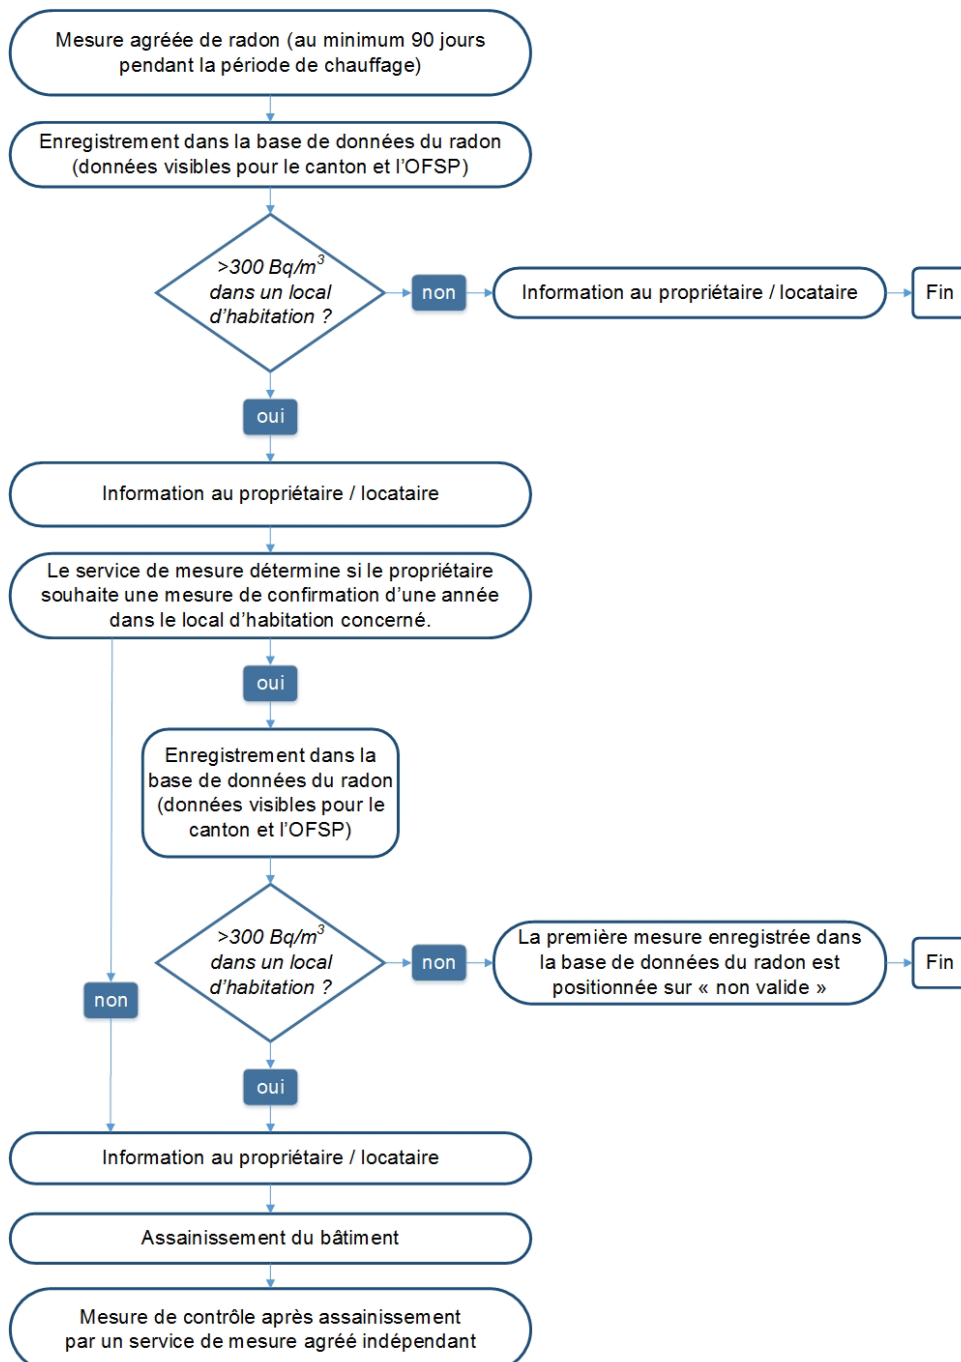 Mesure agréée de radon (au minimum 90 jours
pendant la période de chauffage)
Enregistrement dans la base de données du radon
(données visibles pour le canton et l'OFSP)
>300 Bq/m³
dans un local
d'habitation ?
non
Information au propriétaire / locataire
Fin
oui
Information au propriétaire / locataire
Le service de mesure détermine si le propriétaire
souhaite une mesure de confirmation d'une année
dans le local d'habitation concerné.
oui
Enregistrement dans la
base de données du radon
(données visibles pour le
canton et l'OFSP)
>300 Bq/m³
dans un local
d'habitation ?
non
La première mesure enregistrée dans
la base de données du radon est
positionnée sur « non valide »
Fin
non
oui
Information au propriétaire / locataire
Assainissement du bâtiment
Mesure de contrôle après assainissement
par un service de mesure agréé indépendant